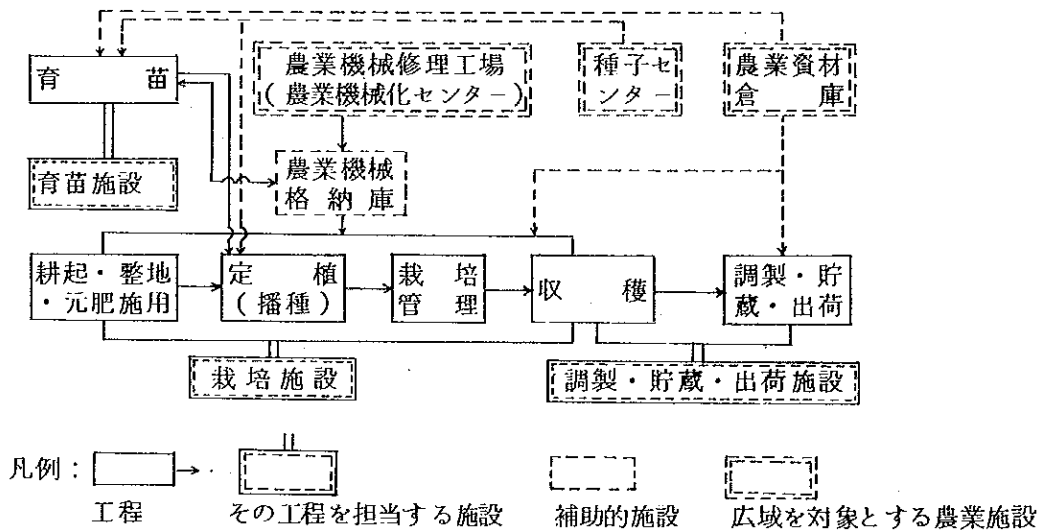 育苗
農業機械修理工場
(農業機械化センター)
種子セ
ンター
農業資材
倉庫
育苗施設
農業機械
格納庫
耕起・整地
・元肥施用
定植
(播種)
栽培
管理
収穫
調製・貯
蔵・出荷
栽培施設
調製・貯蔵・出荷施設
凡例:
工程
その工程を担当する施設
補助的施設
広域を対象とする農業施設